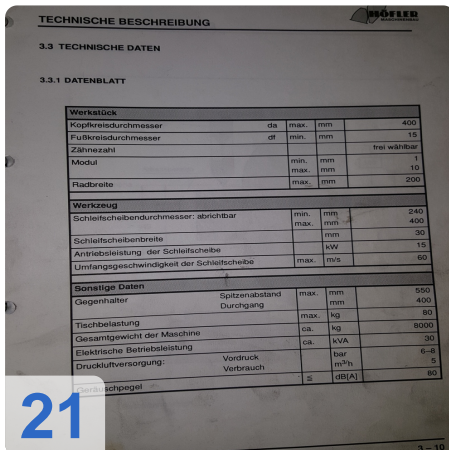 TECHNISCHE BESCHREIBUNG
HÖFLER
MASCHINENBAU
3.3 TECHNISCHE DATEN
3.3.1 DATENBLATT
Werkstück
Kopfkreisdurchmesser da max. mm 400
Fußkreisdurchmesser df min. mm 15
Zähnezahl frei wählbar
Modul min. mm 1
max. mm 10
Radbreite max. mm 200
Werkzeug
Schleifscheibendurchmesser: abrichtbar min. mm 240
max. mm 400
Schleifscheibenbreite mm 30
Antriebsleistung der Schleifscheibe kW 15
Umfangsgeschwindigkeit der Schleifscheibe max. m/s 60
Sonstige Daten
Gegenhalter Spitzenabstand max. mm 550
Durchgang mm 400
Tischbelastung max. kg 80
Gesamtgewicht der Maschine ca. kg 8000
Elektrische Betriebsleistung ca. kVA 30
Druckluftversorgung: Vordruck bar 6–8
Verbrauch m³/h 5
Geräuschpegel ≦ dB[A] 80
21
3 – 10